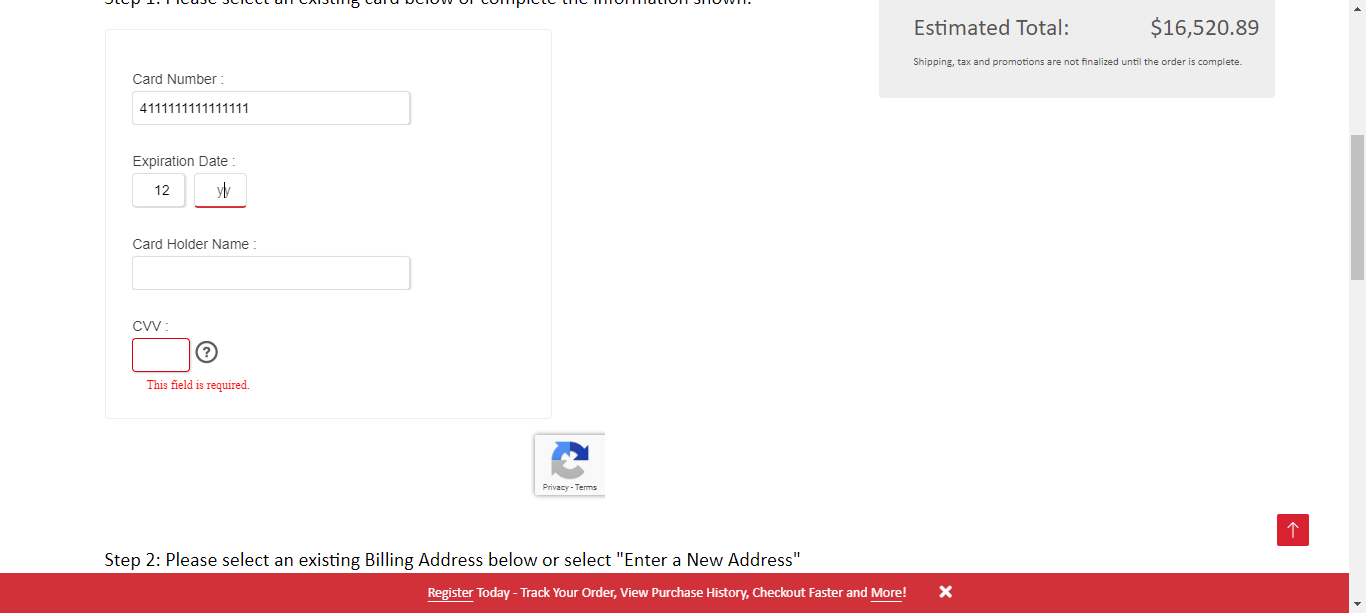 Step 1: Please select an existing card below or complete the information shown.
Estimated Total: $16,520.89
Shipping, tax and promotions are not finalized until the order is complete.
Card Number :
4111111111111111
Expiration Date :
12 yy
Card Holder Name :
CVV :
?
This field is required.
Privacy - Terms
Step 2: Please select an existing Billing Address below or select "Enter a New Address"
Register Today - Track Your Order, View Purchase History, Checkout Faster and More!